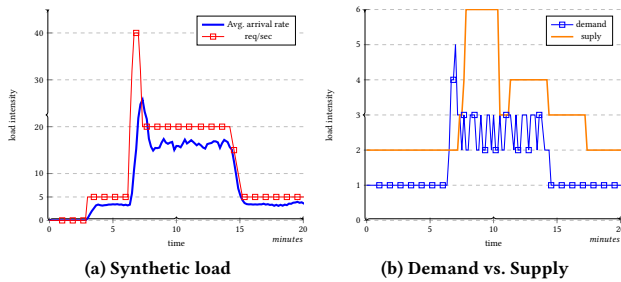 40
30
20
10
5
0
load intensity
Avg. arrival rate
req/sec
0
5
10
15
20
time
minutes
(a) Synthetic load
6
5
4
3
2
1
0
load intensity
demand
suply
0
5
10
15
20
time
minutes
(b) Demand vs. Supply